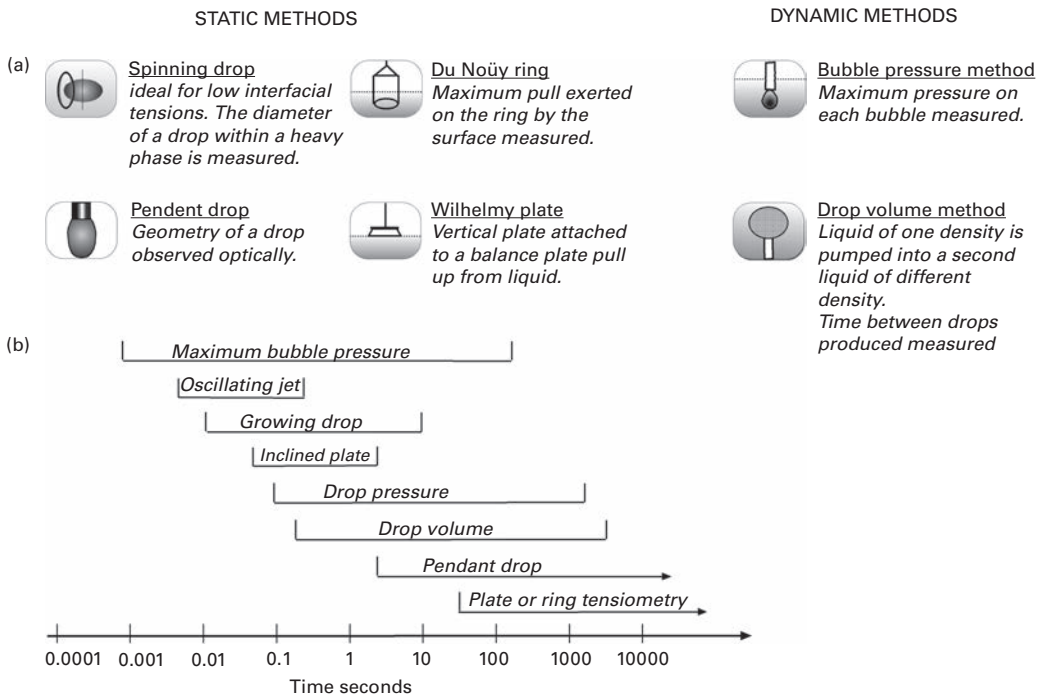 STATIC METHODS
DYNAMIC METHODS
(a)
Spinning drop
ideal for low interfacial
tensions. The diameter
of a drop within a heavy
phase is measured.
Du Noüy ring
Maximum pull exerted
on the ring by the
surface measured.
Bubble pressure method
Maximum pressure on
each bubble measured.
Pendent drop
Geometry of a drop
observed optically.
Wilhelmy plate
Vertical plate attached
to a balance plate pull
up from liquid.
Drop volume method
Liquid of one density is
pumped into a second
liquid of different
density.
Time between drops
produced measured
(b)
Maximum bubble pressure
Oscillating jet
Growing drop
Inclined plate
Drop pressure
Drop volume
Pendant drop
Plate or ring tensiometry
0.0001 0.001 0.01 0.1 1 10 100 1000 10000
Time seconds